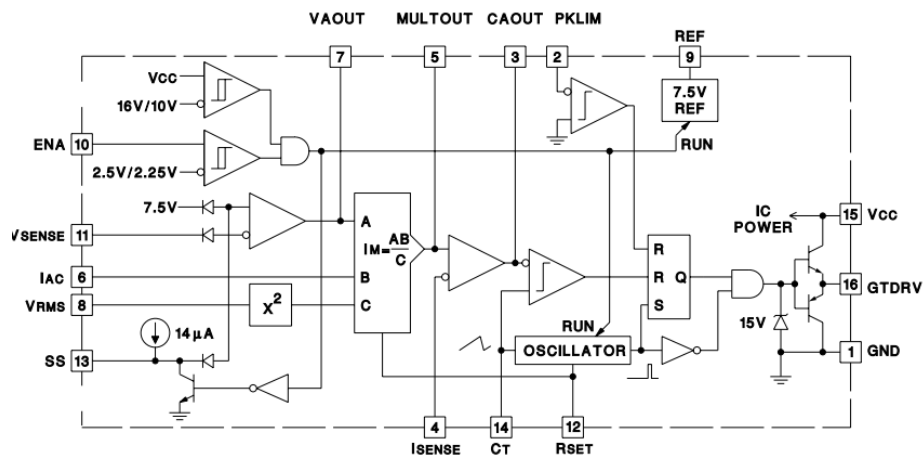 VAOUT MULTOUT CAOUT PKLIM REF
7 5 3 2 9
VCC
16V/10V
7.5V
REF
ENA
10
RUN
2.5V/2.25V
7.5V
VSENSE 11
A
IM=AB/C
IC
POWER
15 VCC
IAC 6
B
R
R Q
S
16 GTDRV
VRMS 8
X²
C
14µA
RUN
OSCILLATOR
15V
SS
13
1 GND
4 14 12
ISENSE CT RSET